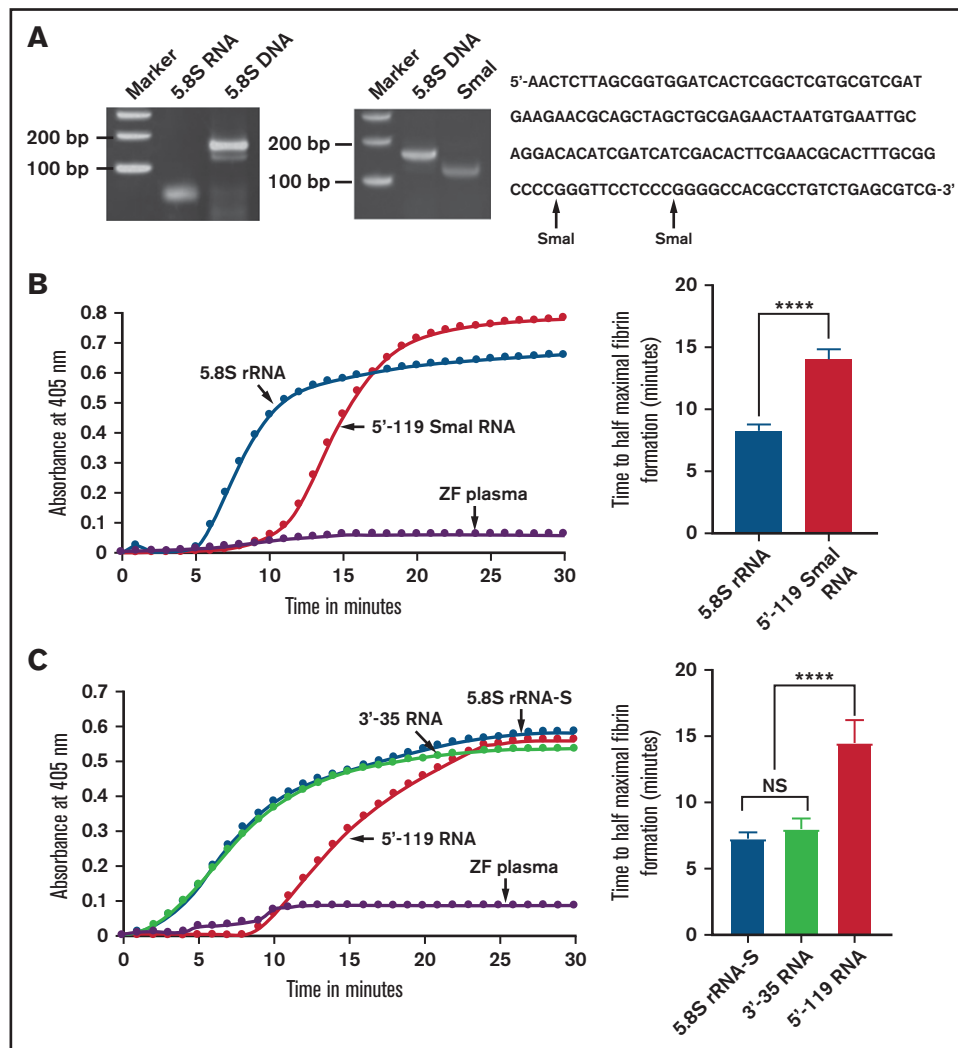 A
Marker
5.8S RNA
5.8S DNA
200 bp
100 bp
Marker
5.8S DNA
SmaI
200 bp
100 bp
5'-AACTCTTAGCGGTGGATCACTCGGCTCGTGCGTCGAT
GAAGAACGCAGCTAGCTGCGAGAACTAATGTGAATTGC
AGGACACATCGATCATCGACACTTCGAACGCACTTTGCGG
CCCCGGGTTCCTCCCGGGGCCACGCCTGTCTGAGCGTCG-3'
SmaI
SmaI
B
Absorbance at 405 nm
0.8
0.7
0.6
0.5
0.4
0.3
0.2
0.1
0
5.8S rRNA
5'-119 SmaI RNA
ZF plasma
0 5 10 15 20 25 30
Time in minutes
Time to half maximal fibrin
formation (minutes)
20
15
10
5
0
****
5.8S rRNA
5'-119 SmaI
RNA
C
Absorbance at 405 nm
0.7
0.6
0.5
0.4
0.3
0.2
0.1
0
5.8S rRNA-S
3'-35 RNA
5'-119 RNA
ZF plasma
0 5 10 15 20 25 30
Time in minutes
Time to half maximal fibrin
formation (minutes)
20
15
10
5
0
****
NS
5.8S rRNA-S
3'-35 RNA
5'-119 RNA